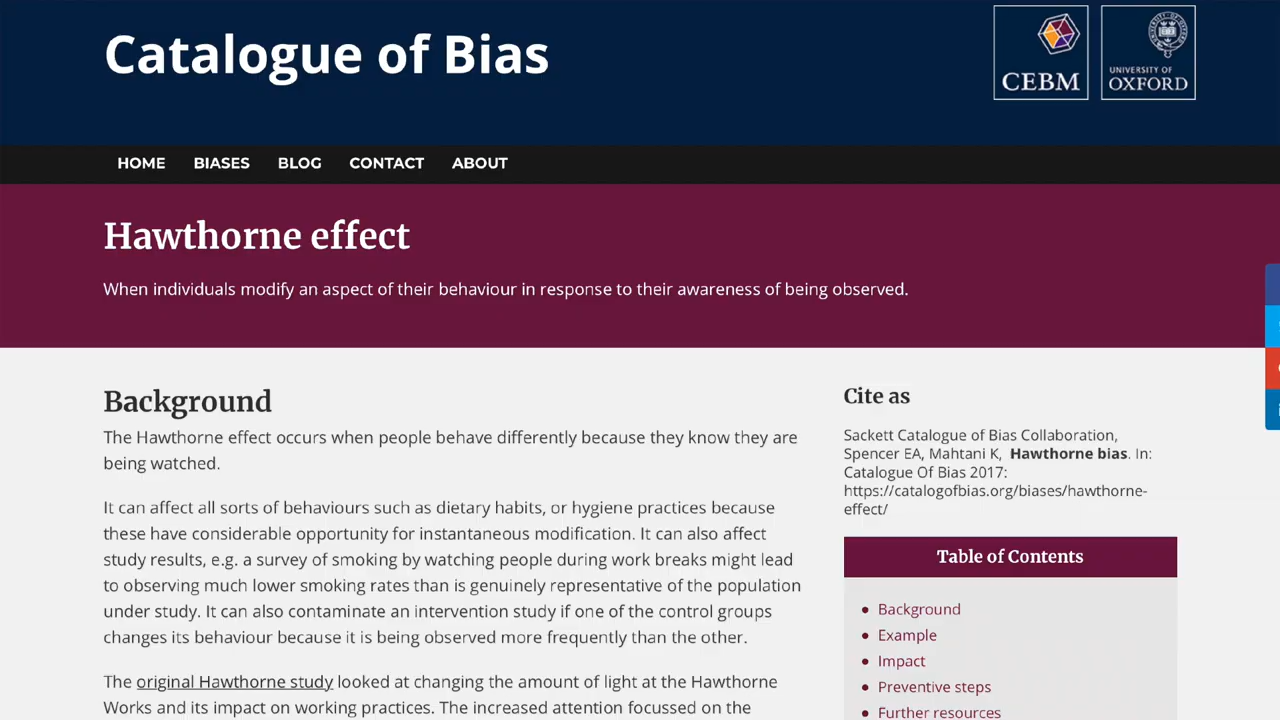 Catalogue of Bias
CEBM
UNIVERSITY OF
OXFORD
HOME BIASES BLOG CONTACT ABOUT
Hawthorne effect
When individuals modify an aspect of their behaviour in response to their awareness of being observed.
Background
The Hawthorne effect occurs when people behave differently because they know they are
being watched.
It can affect all sorts of behaviours such as dietary habits, or hygiene practices because
these have considerable opportunity for instantaneous modification. It can also affect
study results, e.g. a survey of smoking by watching people during work breaks might lead
to observing much lower smoking rates than is genuinely representative of the population
under study. It can also contaminate an intervention study if one of the control groups
changes its behaviour because it is being observed more frequently than the other.
The original Hawthorne study looked at changing the amount of light at the Hawthorne
Works and its impact on working practices. The increased attention focussed on the
Cite as
Sackett Catalogue of Bias Collaboration,
Spencer EA, Mahtani K, Hawthorne bias. In:
Catalogue Of Bias 2017:
https://catalogofbias.org/biases/hawthorne-
effect/
Table of Contents
Background
Example
Impact
Preventive steps
Further resources